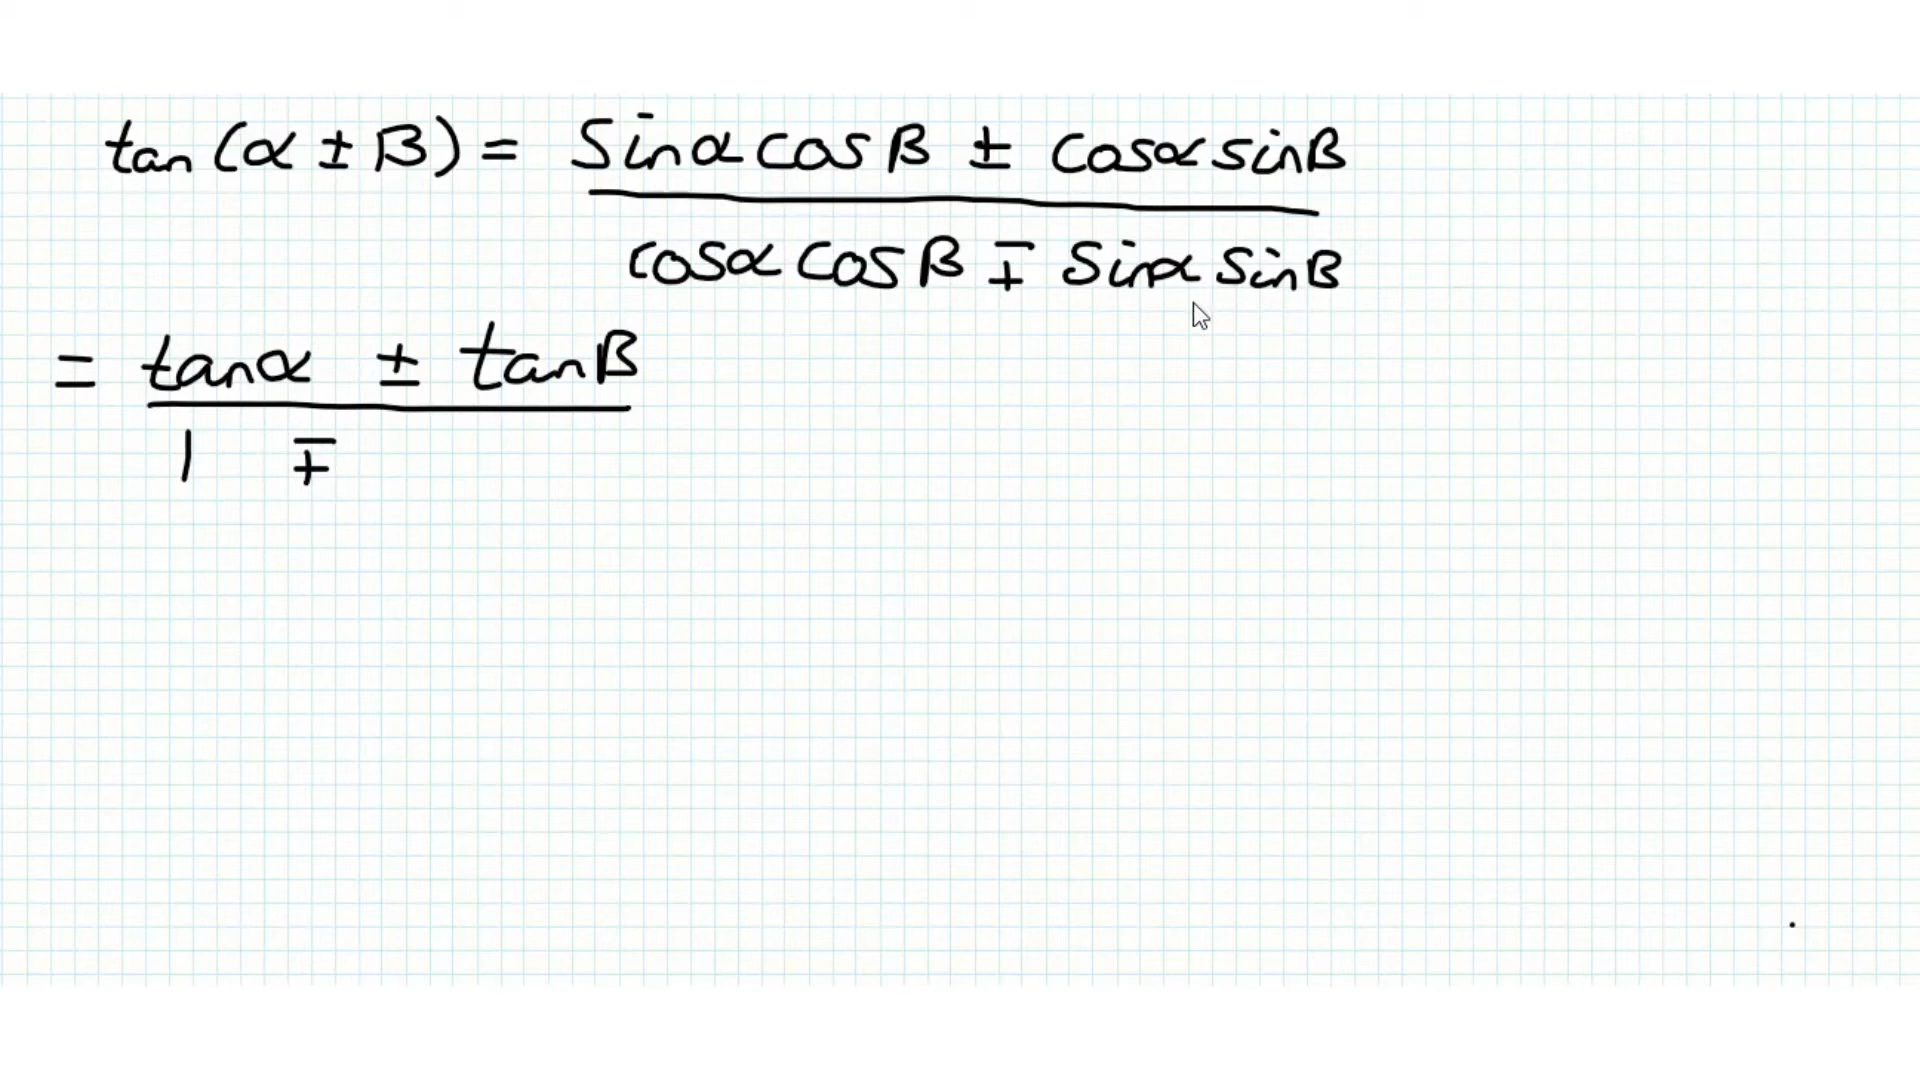 tan(α ± β) = sinα cosβ ± cosα sinβ
cosα cosβ ∓ sinα sinβ
= tanα ± tanβ
1 ∓